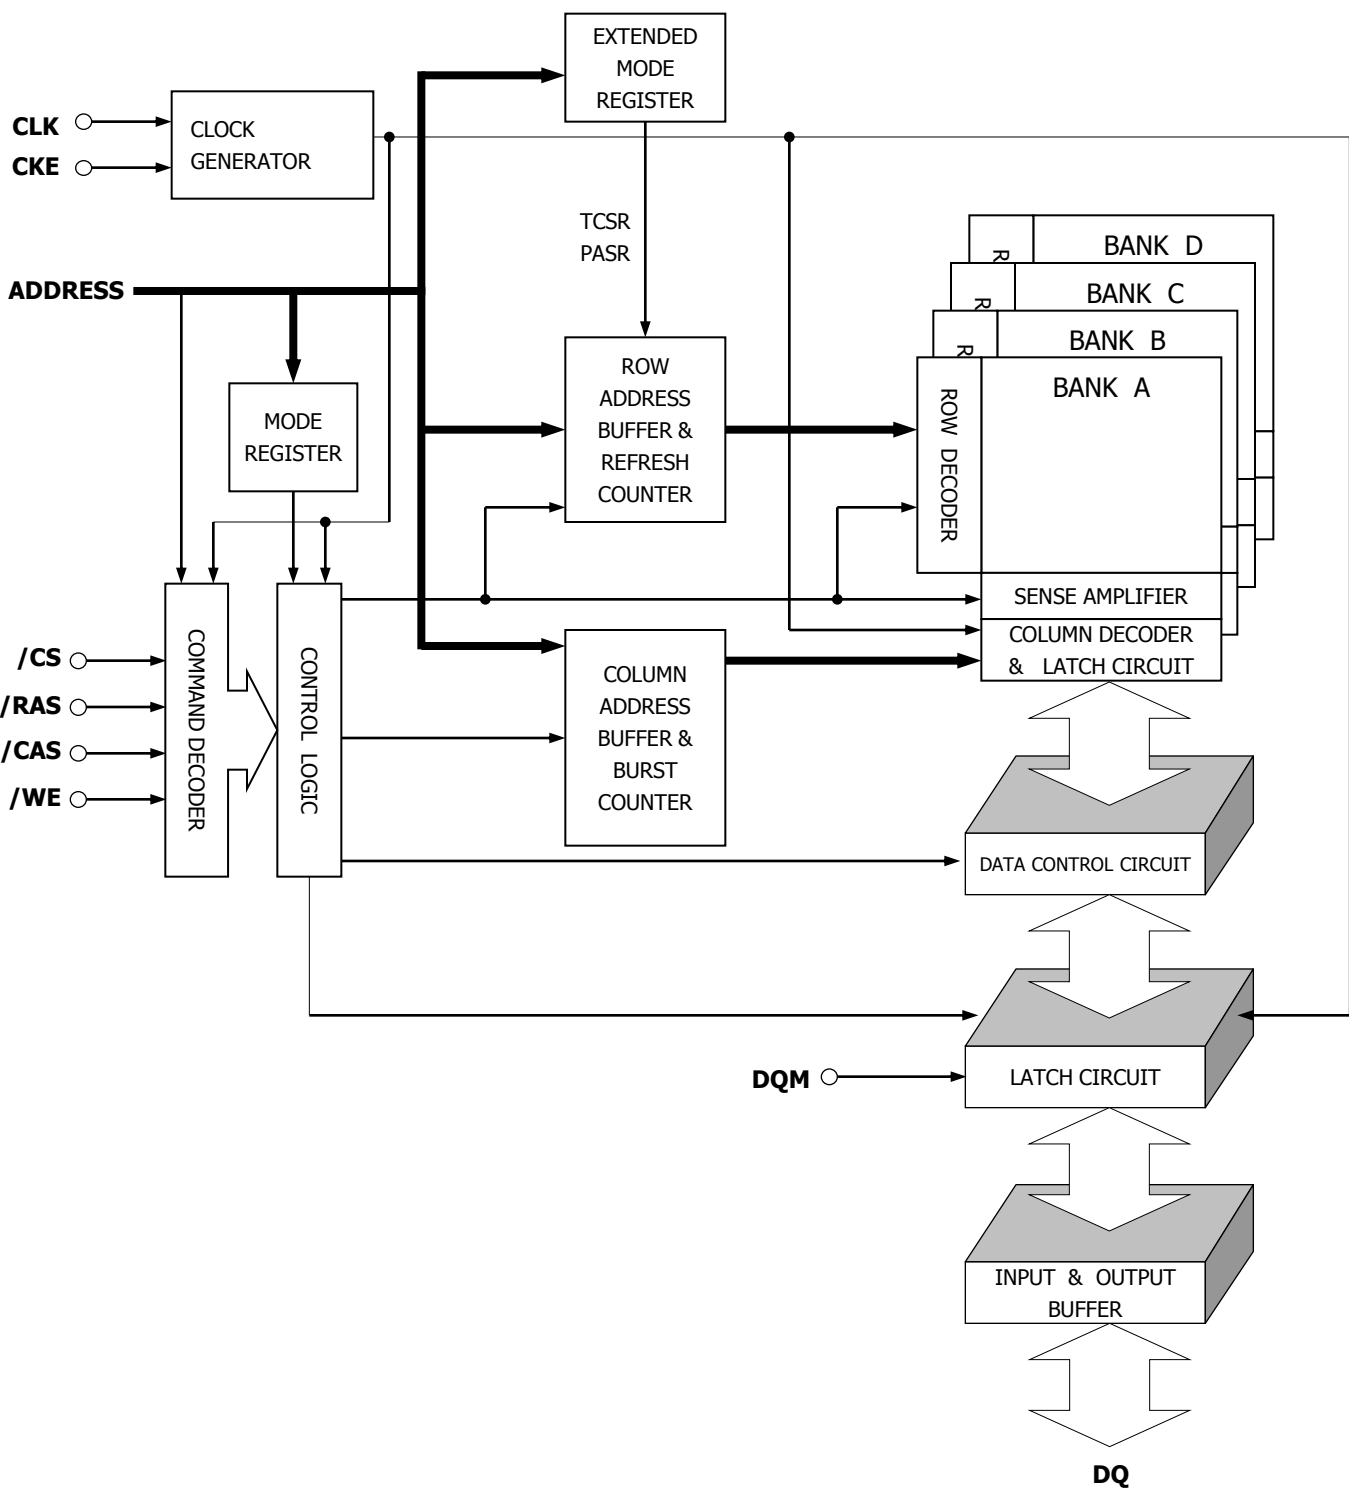 EXTENDED
MODE
REGISTER
CLK
CKE
CLOCK
GENERATOR
TCSR
PASR
ADDRESS
R
BANK D
R
BANK C
R
BANK B
BANK A
ROW DECODER
ROW
ADDRESS
BUFFER &
REFRESH
COUNTER
MODE
REGISTER
SENSE AMPLIFIER
COLUMN DECODER
& LATCH CIRCUIT
/CS
/RAS
/CAS
/WE
COMMAND DECODER
CONTROL LOGIC
COLUMN
ADDRESS
BUFFER &
BURST
COUNTER
DATA CONTROL CIRCUIT
DQM
LATCH CIRCUIT
INPUT & OUTPUT
BUFFER
DQ